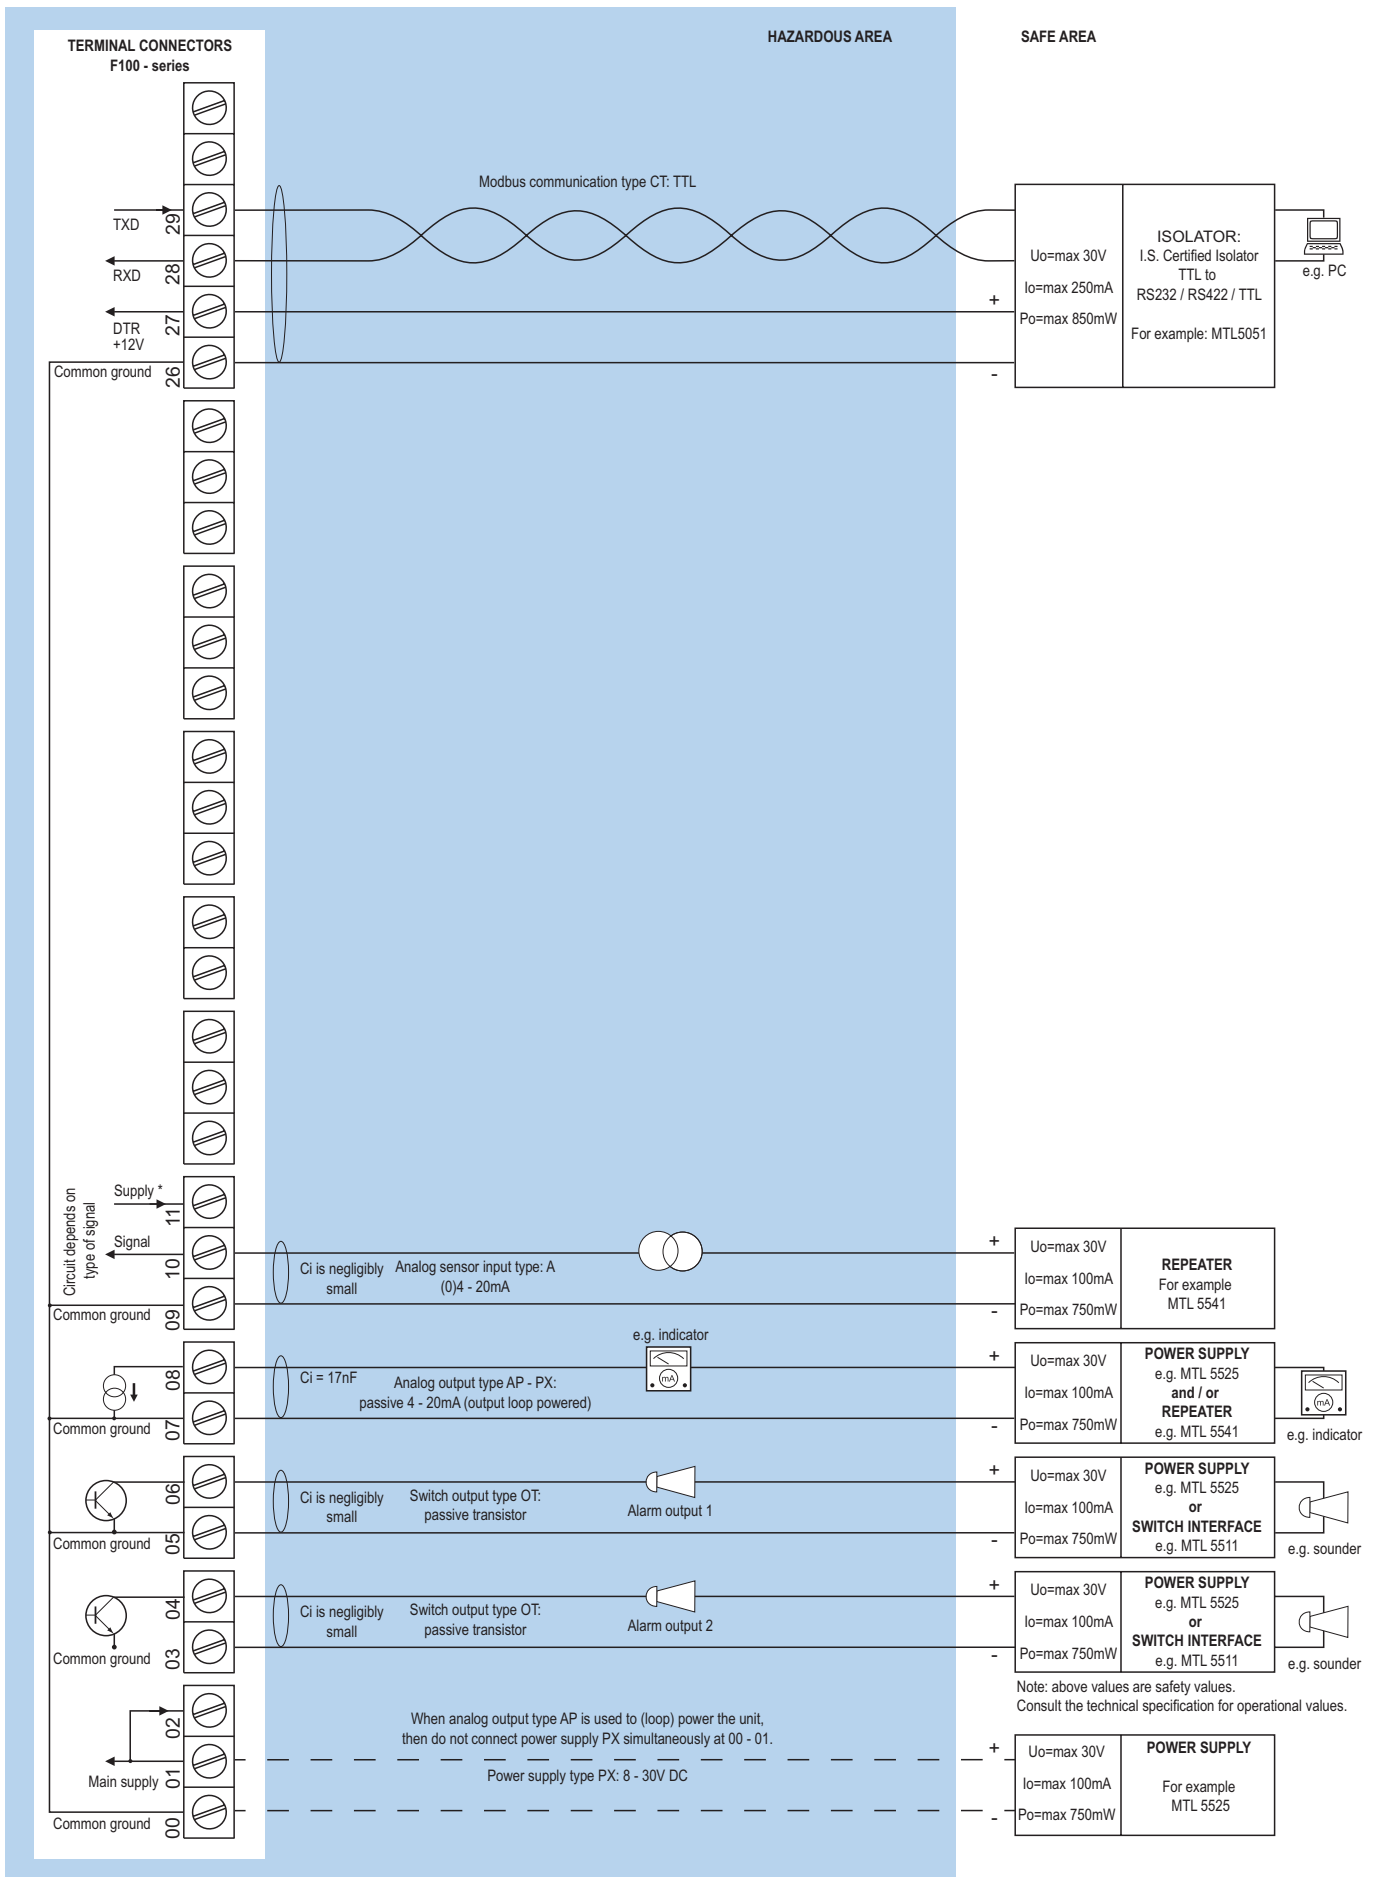 HAZARDOUS AREA
SAFE AREA
TERMINAL CONNECTORS
F100 - series
Modbus communication type CT: TTL
TXD
29
RXD
28
DTR
+12V
27
Common ground
26
+
-
Uo=max 30V
Io=max 250mA
Po=max 850mW
ISOLATOR:
I.S. Certified Isolator
TTL to
RS232 / RS422 / TTL
For example: MTL5051
e.g. PC
Circuit depends on
type of signal
Supply *
11
Signal
10
Common ground
09
Ci is negligibly
small
Analog sensor input type: A
(0)4 - 20mA
+
-
Uo=max 30V
Io=max 100mA
Po=max 750mW
REPEATER
For example
MTL 5541
08
Common ground
07
Ci = 17nF
Analog output type AP - PX:
passive 4 - 20mA (output loop powered)
e.g. indicator
mA
+
-
Uo=max 30V
Io=max 100mA
Po=max 750mW
POWER SUPPLY
e.g. MTL 5525
and / or
REPEATER
e.g. MTL 5541
mA
e.g. indicator
06
Common ground
05
Ci is negligibly
small
Switch output type OT:
passive transistor
Alarm output 1
+
-
Uo=max 30V
Io=max 100mA
Po=max 750mW
POWER SUPPLY
e.g. MTL 5525
or
SWITCH INTERFACE
e.g. MTL 5511
e.g. sounder
04
Common ground
03
Ci is negligibly
small
Switch output type OT:
passive transistor
Alarm output 2
+
-
Uo=max 30V
Io=max 100mA
Po=max 750mW
POWER SUPPLY
e.g. MTL 5525
or
SWITCH INTERFACE
e.g. MTL 5511
e.g. sounder
Note: above values are safety values.
Consult the technical specification for operational values.
02
Main supply
01
Common ground
00
When analog output type AP is used to (loop) power the unit,
then do not connect power supply PX simultaneously at 00 - 01.
Power supply type PX: 8 - 30V DC
+
-
Uo=max 30V
Io=max 100mA
Po=max 750mW
POWER SUPPLY
For example
MTL 5525